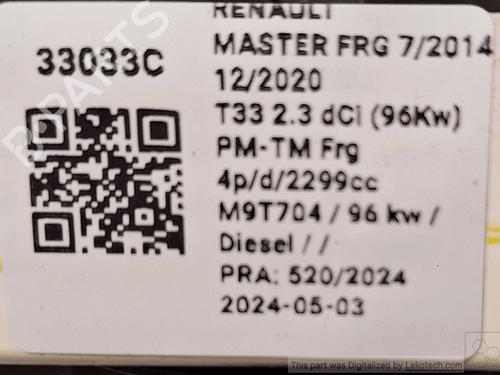 RENAULT
33033C
MASTER FRG 7/2014
12/2020
T33 2.3 dCi (96Kw)
PM-TM Frg
4p/d/2299cc
M9T704 / 96 kw /
Diesel / /
PRA: 520/2024
2024-05-03
B-PARTS
This part was Digitalized by Lekotech.com